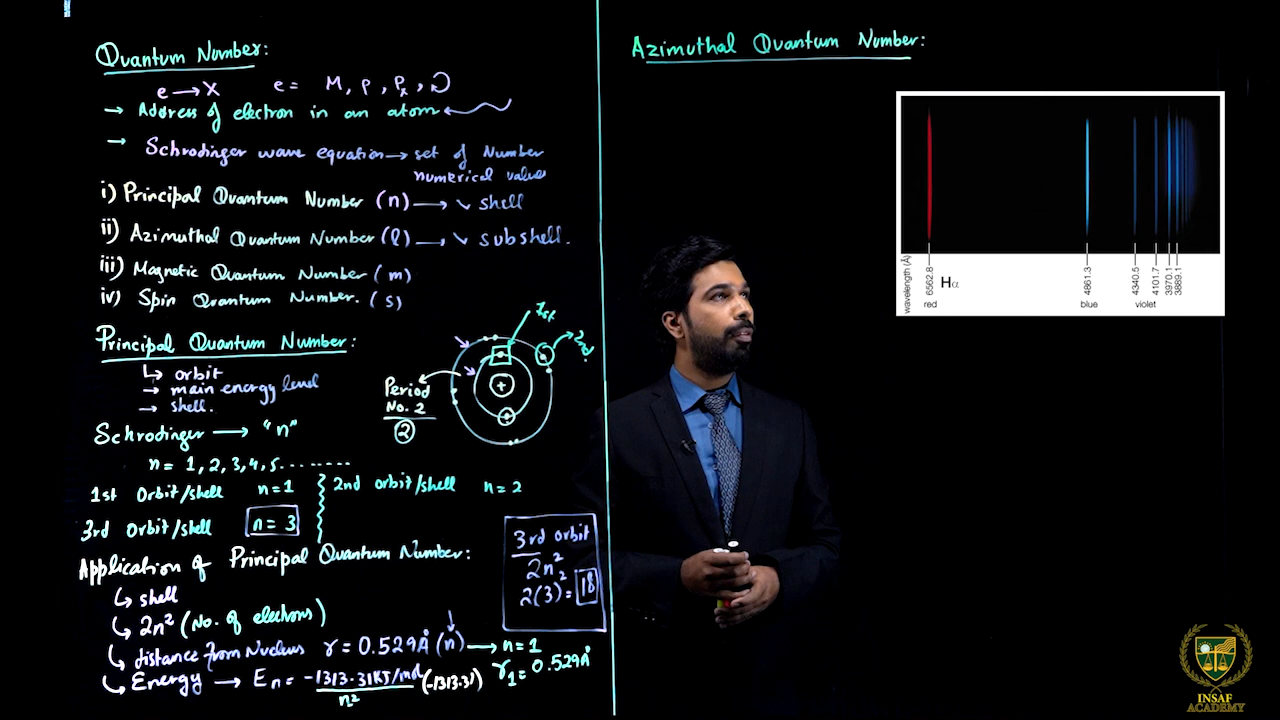 Quantum Number:
e → X e = M, P, Px, 
→ Address of electron in an atom ←
→ Schrodinger wave equation → set of Number
numerical values
i) Principal Quantum Number (n) → ↘ shell
ii) Azimuthal Quantum Number (l) → ↘ subshell.
iii) Magnetic Quantum Number (m)
iv) Spin Quantum Number. (s)
Principal Quantum Number:
↳ orbit
→ main energy level
→ shell.
1st
2nd
+
Period
No. 2
2
Schrodinger → "n"
n = 1, 2, 3, 4, 5........
1st Orbit/shell n=1
2nd orbit/shell n = 2
3rd Orbit/shell n = 3
Application of Principal Quantum Number:
↳ shell
↳ 2n² (No. of electrons)
↳ distance from Nucleus r = 0.529Å (n) → n = 1
r₁ = 0.529Å
↳ Energy → En = -1313.31KJ/mol (-1313.31)
n²
3rd orbit
2n²
2(3)² = 18
Azimuthal Quantum Number:
wavelength (Å)
6562.8
4861.3
4340.5
4101.7
3970.1
3889.1
Hα
red
blue
violet
INSAF
ACADEMY